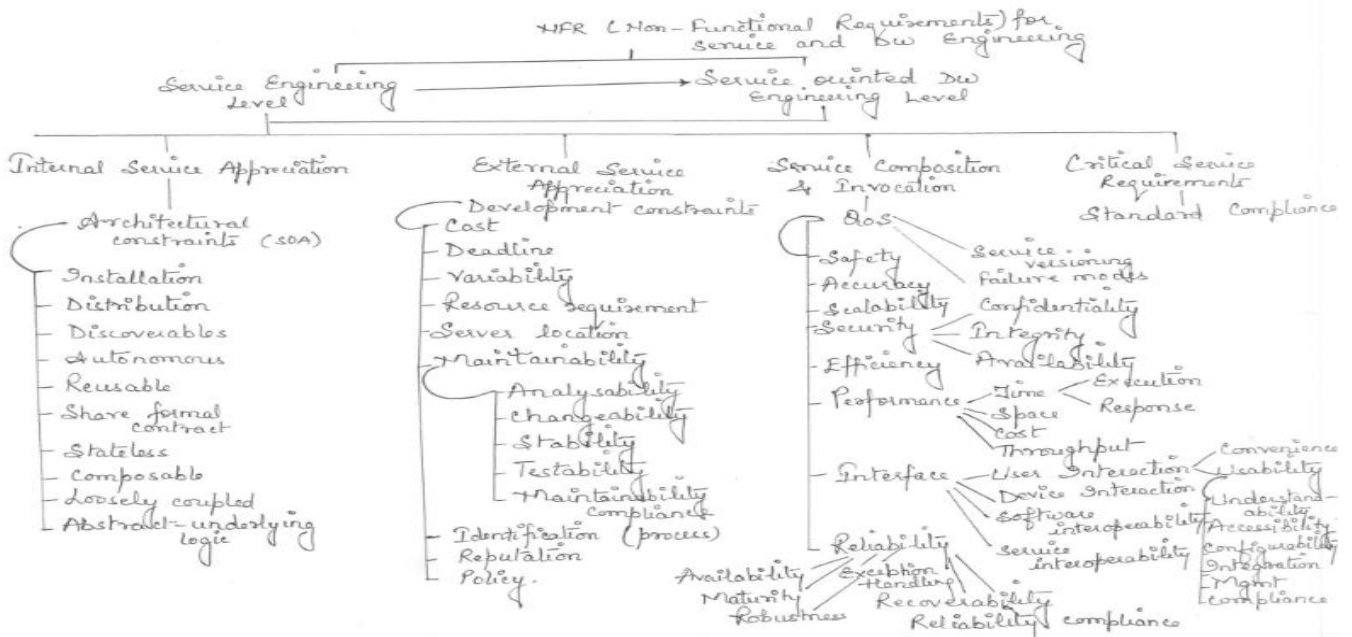 NFR (Non-Functional Requirements) for
Service and DW Engineering
Service Engineering
Level
Service oriented DW
Engineering Level
Internal Service Appreciation
Architectural
constraints (SOA)
Installation
Distribution
Discoverables
Autonomous
Reusable
Share formal
contract
Stateless
Composable
Loosely coupled
Abstract-underlying
logic
External Service
Appreciation
Development constraints
Cost
Deadline
Variability
Resource requirement
Server location
Maintainability
Analysability
Changeability
Stability
Testability
Maintainability
compliance
Identification (process)
Reputation
Policy.
Service Composition
& Invocation
QoS
Service
versioning
Failure modes
Safety
Accuracy
Scalability
Security
Confidentiality
Integrity
Availability
Efficiency
Performance
Time
Execution
Response
Space
Cost
Throughput
Interface
User Interaction
Convenience
Usability
Understand-
ability
Accessibility
Configurability
Integration
Mgmt
Compliance
Device Interaction
Software
interoperability
Service
interoperability
Reliability
Availability
Maturity
Robustness
Exception
Handling
Recoverability
Reliability compliance
Critical Service
Requirements
Standard Compliance